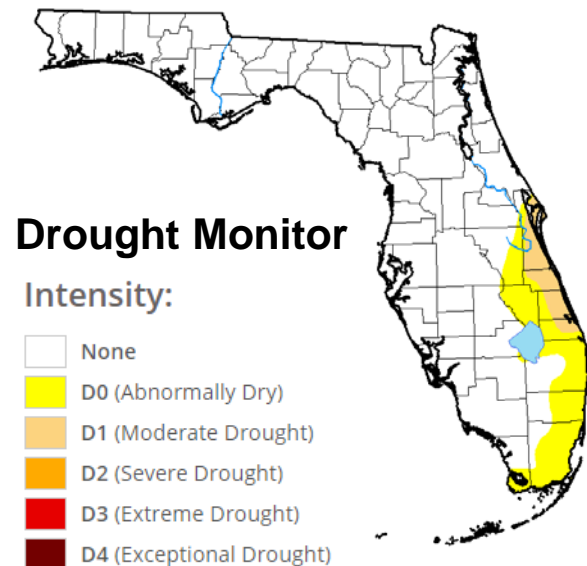 Drought Monitor
Intensity:
None
D0 (Abnormally Dry)
D1 (Moderate Drought)
D2 (Severe Drought)
D3 (Extreme Drought)
D4 (Exceptional Drought)